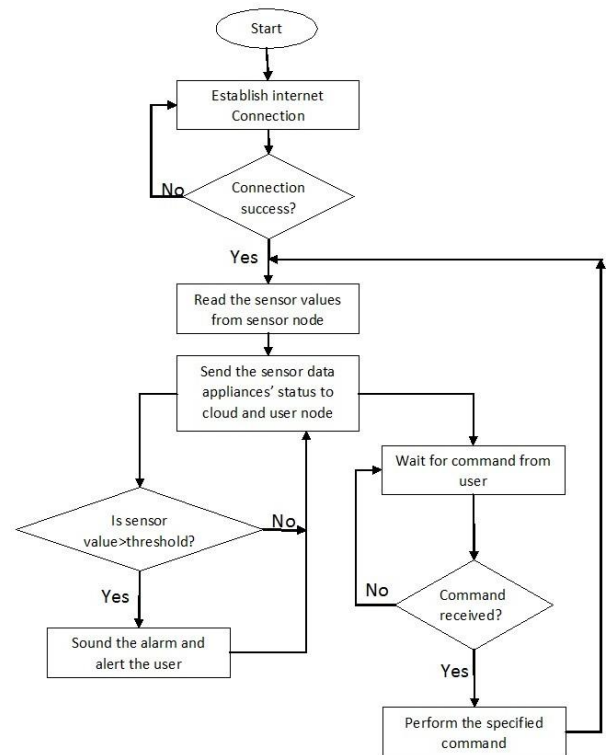 Start
Establish internet
Connection
No
Connection
success?
Yes
Read the sensor values
from sensor node
Send the sensor data
appliances’ status to
cloud and user node
Wait for command from
user
Is sensor
value>threshold?
No
No
Command
received?
Yes
Sound the alarm and
alert the user
Yes
Perform the specified
command